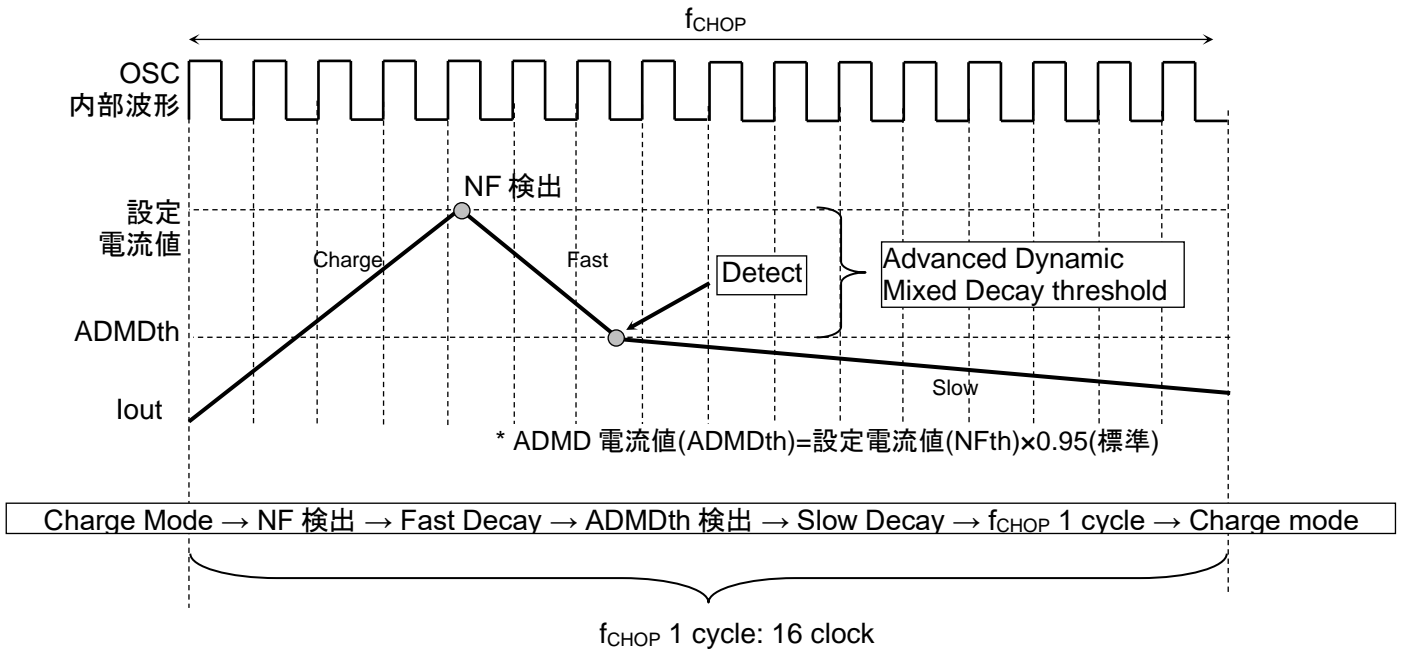 fCHOP
OSC
内部波形
NF 検出
設定
電流値
Charge
Fast
Detect
Advanced Dynamic
Mixed Decay threshold
ADMDth
Slow
Iout
* ADMD 電流値(ADMDth)=設定電流値(NFth)×0.95(標準)
Charge Mode → NF 検出 → Fast Decay → ADMDth 検出 → Slow Decay → fCHOP 1 cycle → Charge mode
fCHOP 1 cycle: 16 clock